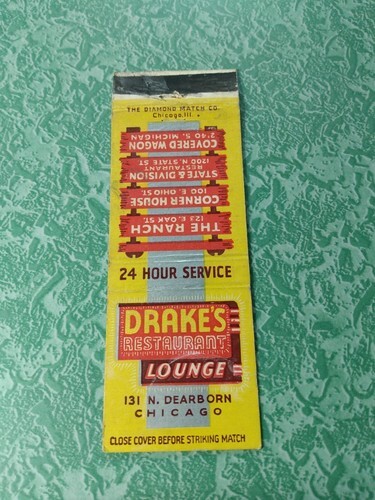 THE DIAMOND MATCH CO.
Chicago, Ill.
THE RANCH
123 E. OAK ST.
CORNER HOUSE
100 E. OHIO ST.
STATE & DIVISION
RESTAURANT
1200 N STATE ST.
COVERED WAGON
2140 S. MICHIGAN
24 HOUR SERVICE
DRAKE'S
RESTAURANT
LOUNGE
131 N. DEARBORN
CHICAGO
CLOSE COVER BEFORE STRIKING MATCH